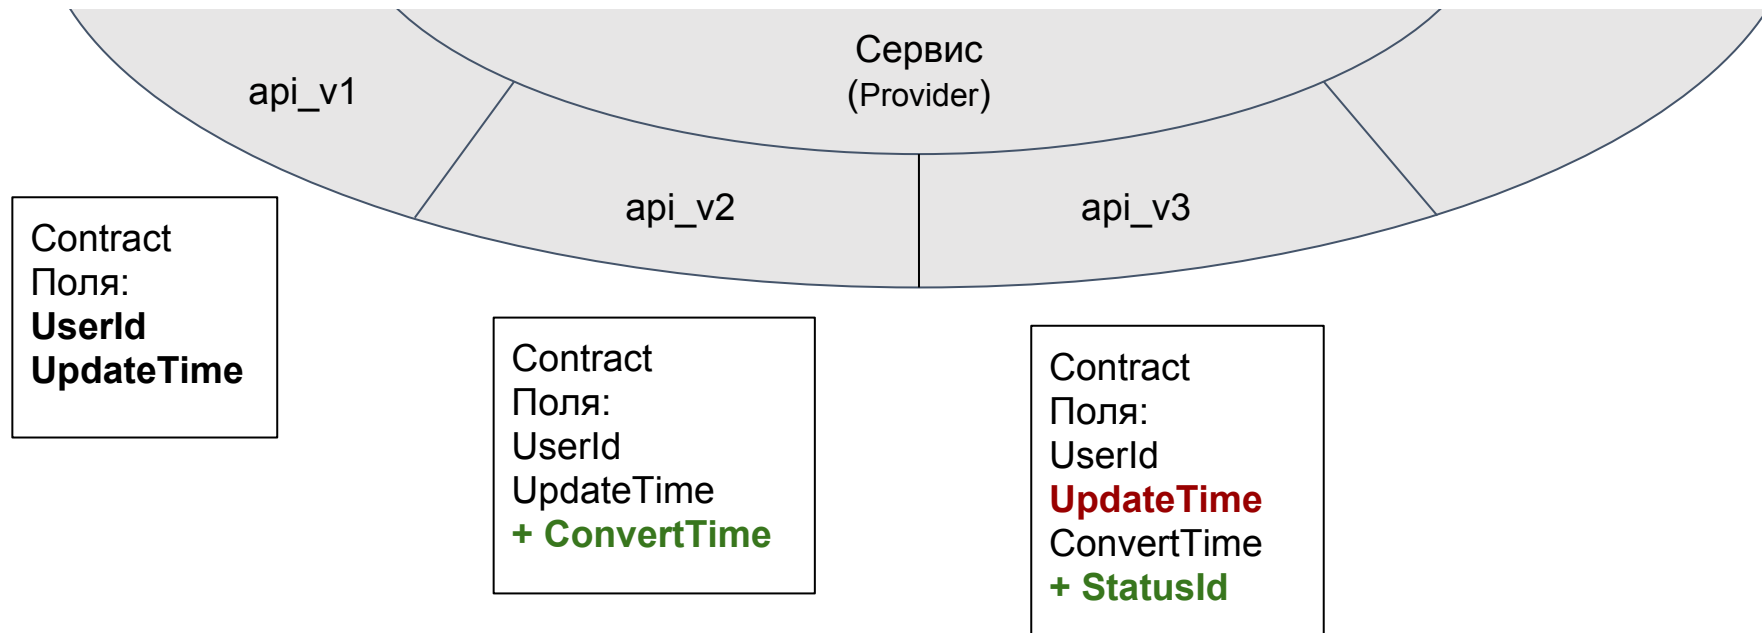 Сервис
(Provider)
api_v1
api_v2
api_v3
Contract
Поля:
UserId
UpdateTime
Contract
Поля:
UserId
UpdateTime
+ ConvertTime
Contract
Поля:
UserId
UpdateTime
ConvertTime
+ StatusId